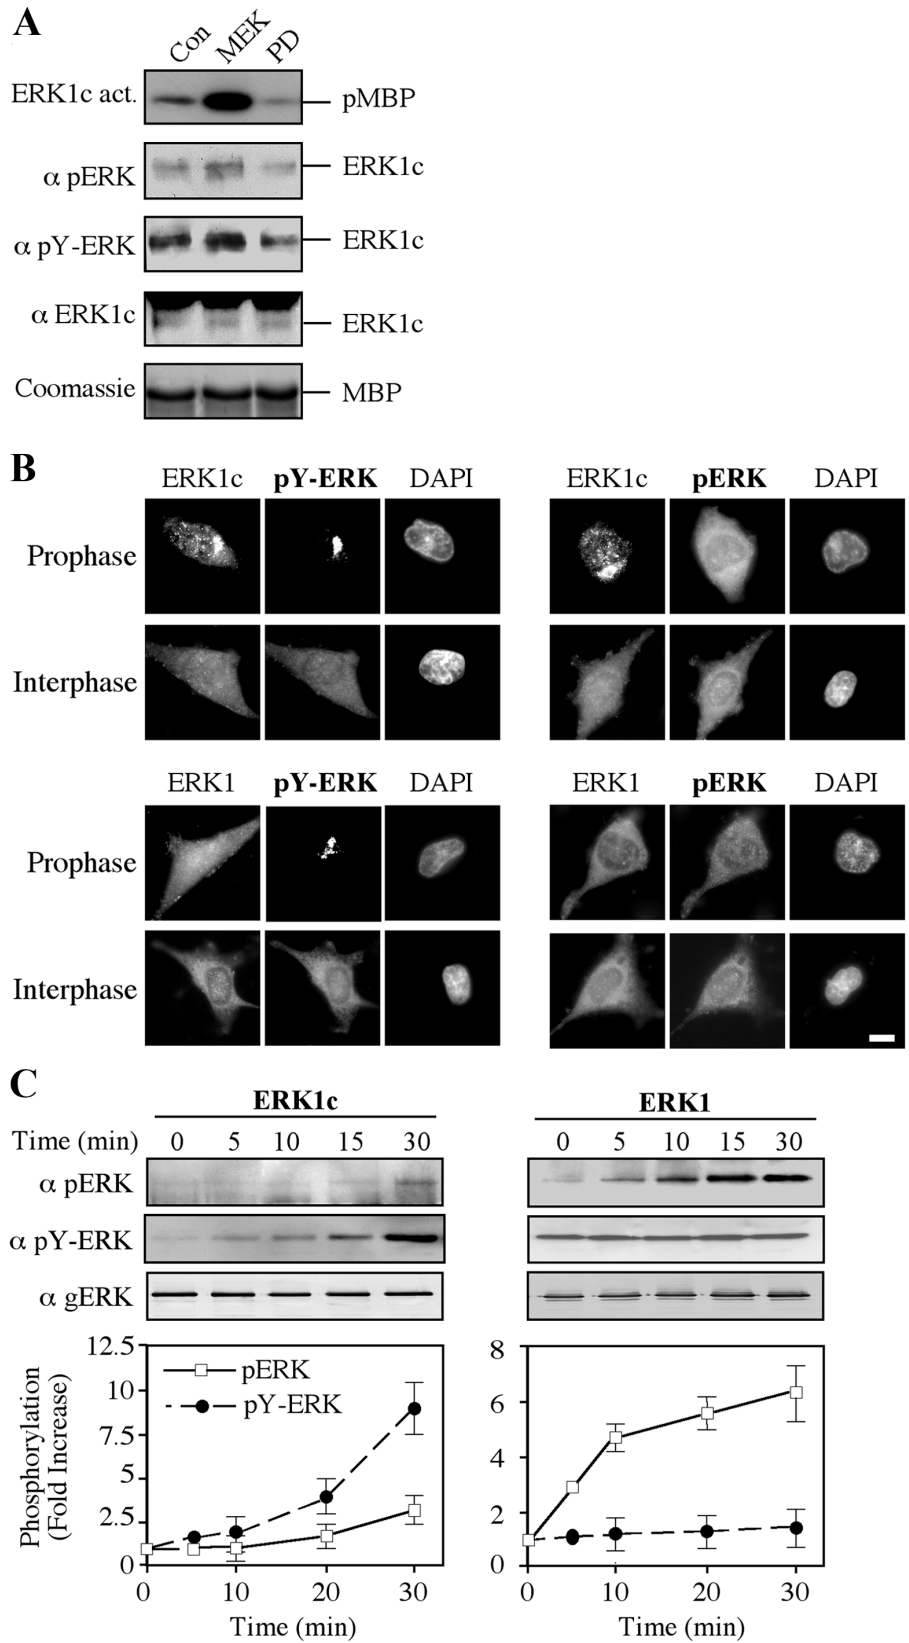 A
Con MEK PD
ERK1c act. pMBP
α pERK ERK1c
α pY-ERK ERK1c
α ERK1c ERK1c
Coomassie MBP
B
ERK1c pY-ERK DAPI ERK1c pERK DAPI
Prophase
Interphase
ERK1 pY-ERK DAPI ERK1 pERK DAPI
Prophase
Interphase
C
ERK1c ERK1
Time (min) 0 5 10 15 30 0 5 10 15 30
α pERK
α pY-ERK
α gERK
Phosphorylation
(Fold Increase)
12.5
10
7.5
5
2.5
0
pERK
pY-ERK
0 10 20 30
Time (min)
8
6
4
2
0
0 10 20 30
Time (min)